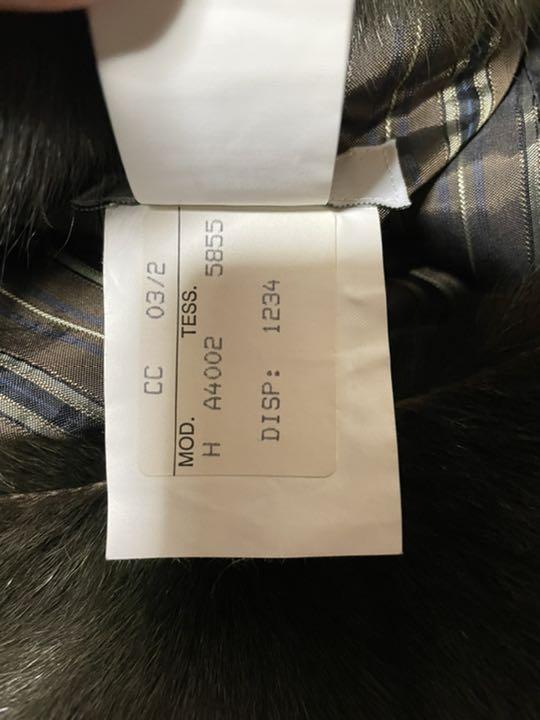 CC 03/2
MOD. TESS.
H A4002 5855
DISP: 1234